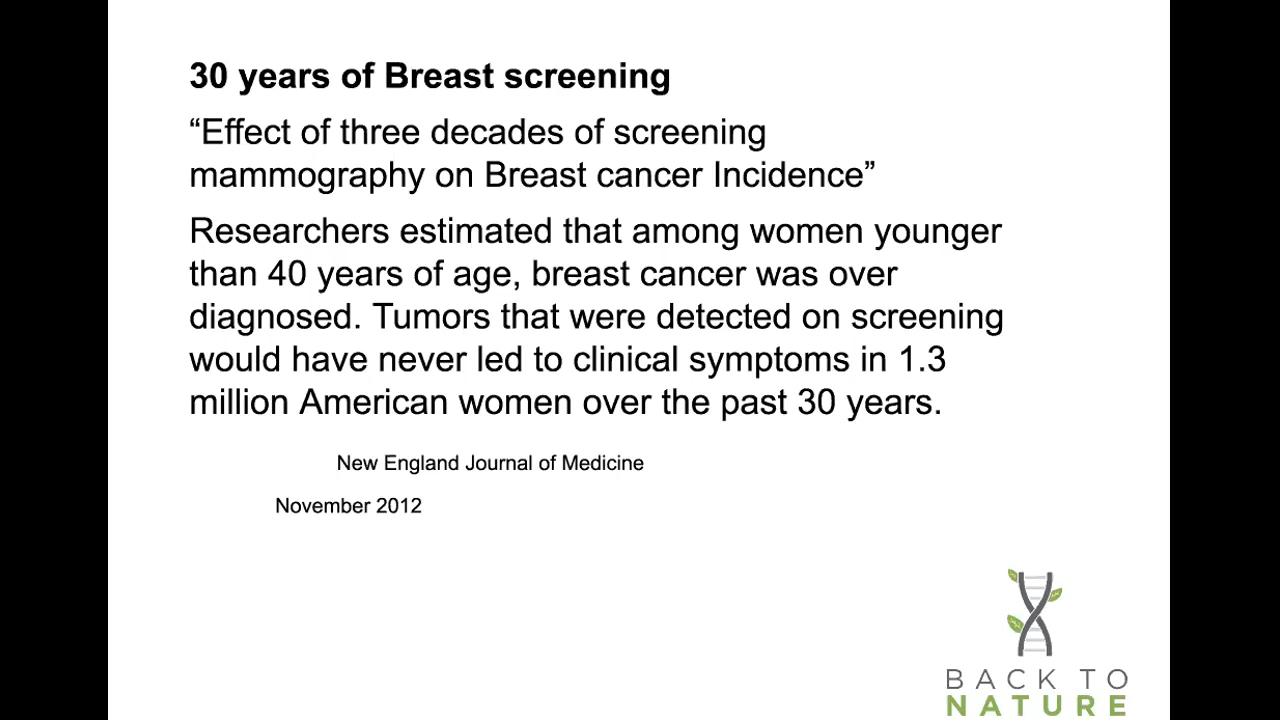 30 years of Breast screening
“Effect of three decades of screening
mammography on Breast cancer Incidence”
Researchers estimated that among women younger
than 40 years of age, breast cancer was over
diagnosed. Tumors that were detected on screening
would have never led to clinical symptoms in 1.3
million American women over the past 30 years.
New England Journal of Medicine
November 2012
BACK TO
NATURE